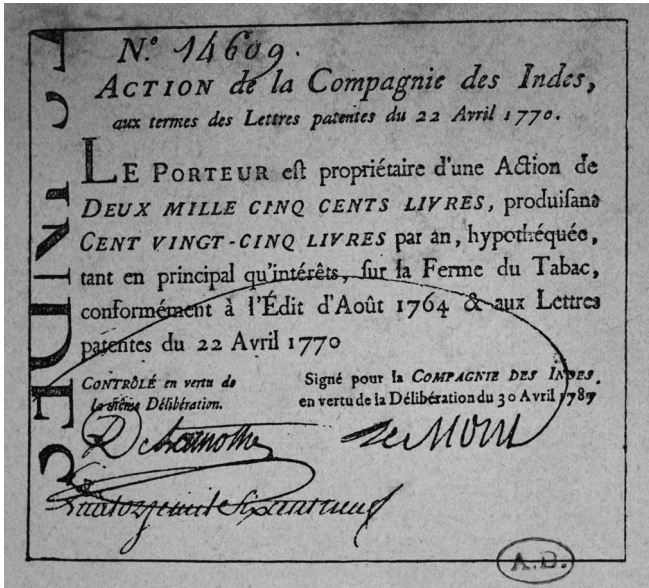 N.º 14609.
ACTION de la Compagnie des Indes,
aux termes des Lettres patentes du 22 Avril 1770.
LE PORTEUR eſt propriétaire d'une Action de
DEUX MILLE CINQ CENTS LIVRES, produiſant
CENT VINGT-CINQ LIVRES par an, hypothéquée,
tant en principal qu'intérêts, ſur la Ferme du Tabac,
conformément à l'Édit d'Août 1764 & aux Lettres
patentes du 22 Avril 1770
CONTRÔLÉ en vertu de
la même Délibération.
Signé pour la COMPAGNIE DES INDES,
en vertu de la Délibération du 30 Avril 1787
A.D.
INDES